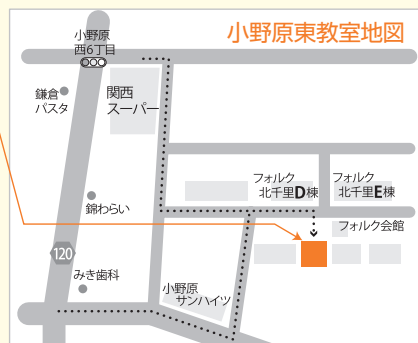 小野原東教室地図
小野原
西6丁目
関西
スーパー
鎌倉
パスタ
フォルク
北千里D棟
フォルク
北千里E棟
錦わらい
フォルク会館
120
みき歯科
小野原
サンハイツ